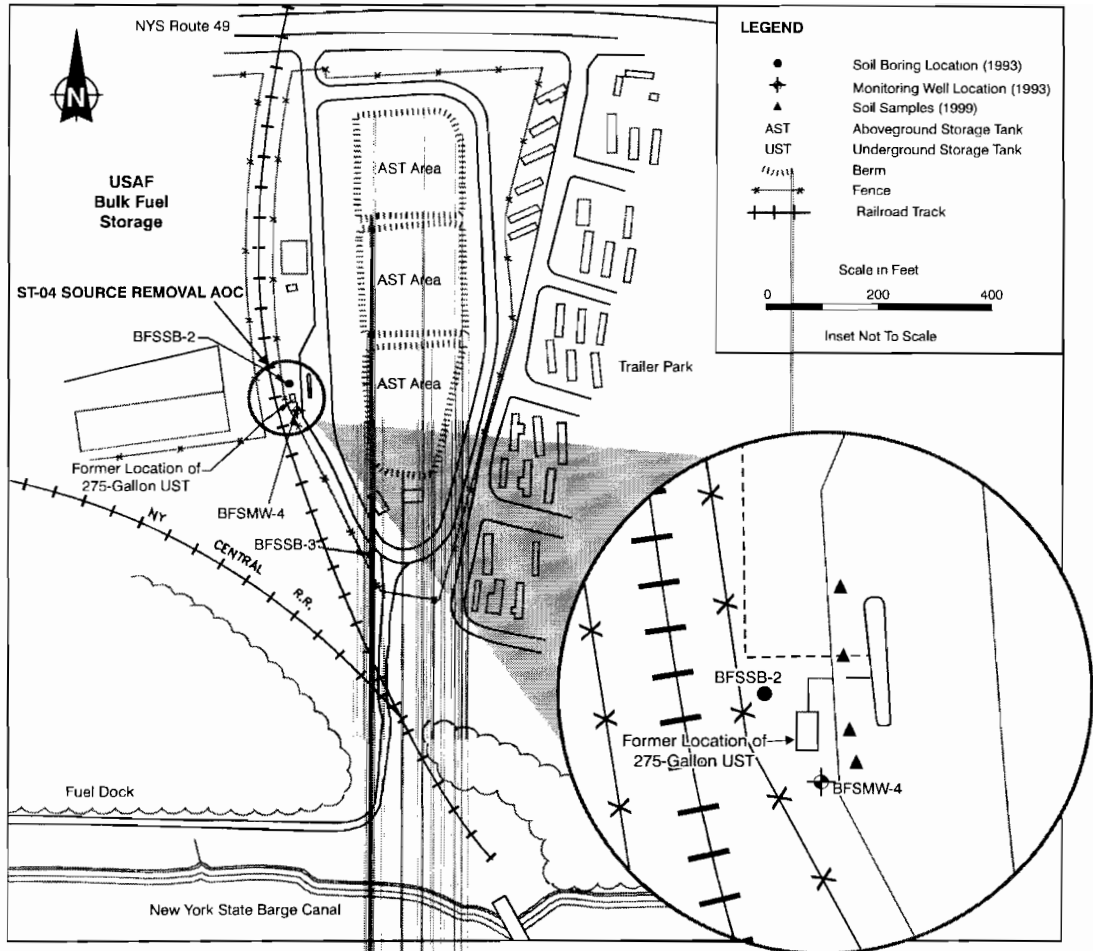 NYS Route 49
N
USAF
Bulk Fuel
Storage
ST-04 SOURCE REMOVAL AOC
BFSSB-2
AST Area
AST Area
AST Area
Trailer Park
Former Location of
275-Gallon UST
BFSMW-4
BFSSB-3
NY
CENTRAL
R.R.
Fuel Dock
New York State Barge Canal
LEGEND
Soil Boring Location (1993)
Monitoring Well Location (1993)
Soil Samples (1999)
AST Aboveground Storage Tank
UST Underground Storage Tank
Berm
Fence
Railroad Track
Scale in Feet
0 200 400
Inset Not To Scale
BFSSB-2
Former Location of
275-Gallon UST
BFSMW-4